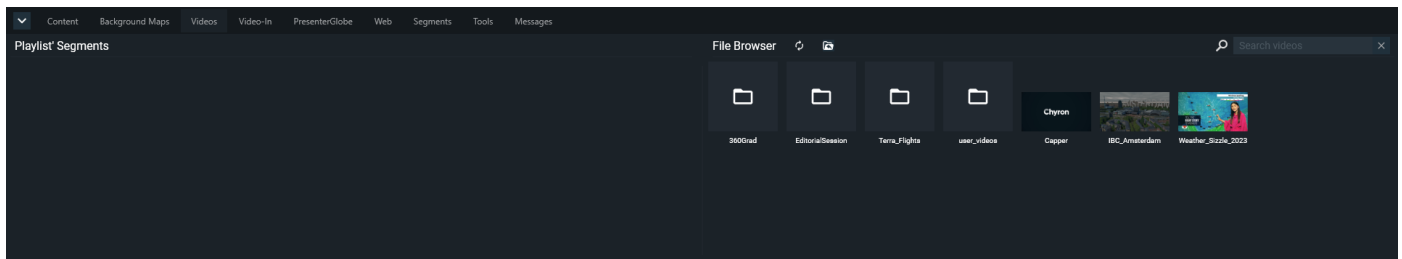 Content Background Maps Videos Video-In PresenterGlobe Web Segments Tools Messages
Playlist' Segments
File Browser
Search videos
Chyron
360Grad EditorialSession Terra_Flights user_videos Capper IBC_Amsterdam Weather_Sizzle_2023